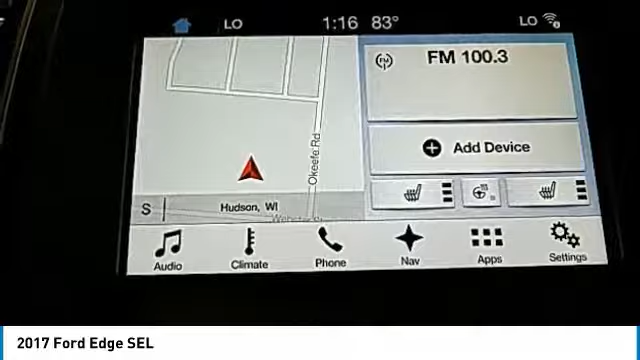 LO 1:16 83° LO
FM
FM 100.3
Okeefe Rd
Add Device
S
Hudson, WI
Audio Climate Phone Nav Apps Settings
2017 Ford Edge SEL